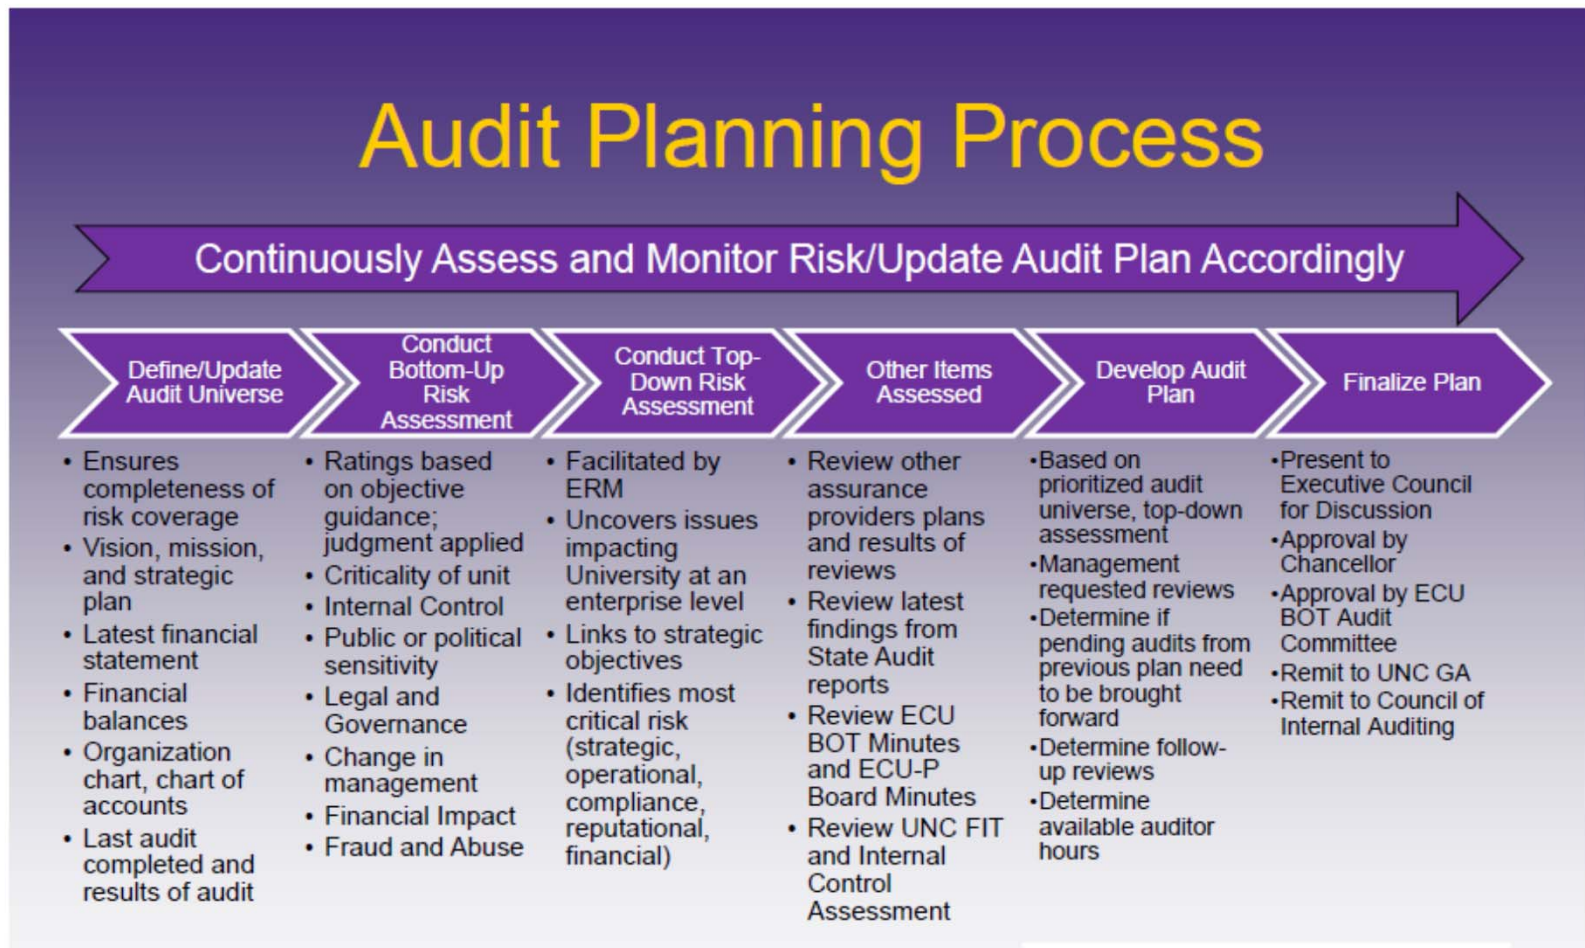 Audit Planning Process
Continuously Assess and Monitor Risk/Update Audit Plan Accordingly
Define/Update
Audit Universe
• Ensures
completeness of
risk coverage
• Vision, mission,
and strategic
plan
• Latest financial
statement
• Financial
balances
• Organization
chart, chart of
accounts
• Last audit
completed and
results of audit
Conduct
Bottom-Up
Risk
Assessment
• Ratings based
on objective
guidance;
judgment applied
• Criticality of unit
• Internal Control
• Public or political
sensitivity
• Legal and
Governance
• Change in
management
• Financial Impact
• Fraud and Abuse
Conduct Top-
Down Risk
Assessment
• Facilitated by
ERM
• Uncovers issues
impacting
University at an
enterprise level
• Links to strategic
objectives
• Identifies most
critical risk
(strategic,
operational,
compliance,
reputational,
financial)
Other Items
Assessed
• Review other
assurance
providers plans
and results of
reviews
• Review latest
findings from
State Audit
reports
• Review ECU
BOT Minutes
and ECU-P
Board Minutes
• Review UNC FIT
and Internal
Control
Assessment
Develop Audit
Plan
•Based on
prioritized audit
universe, top-down
assessment
•Management
requested reviews
•Determine if
pending audits from
previous plan need
to be brought
forward
•Determine follow-
up reviews
•Determine
available auditor
hours
Finalize Plan
•Present to
Executive Council
for Discussion
•Approval by
Chancellor
•Approval by ECU
BOT Audit
Committee
•Remit to UNC GA
•Remit to Council of
Internal Auditing